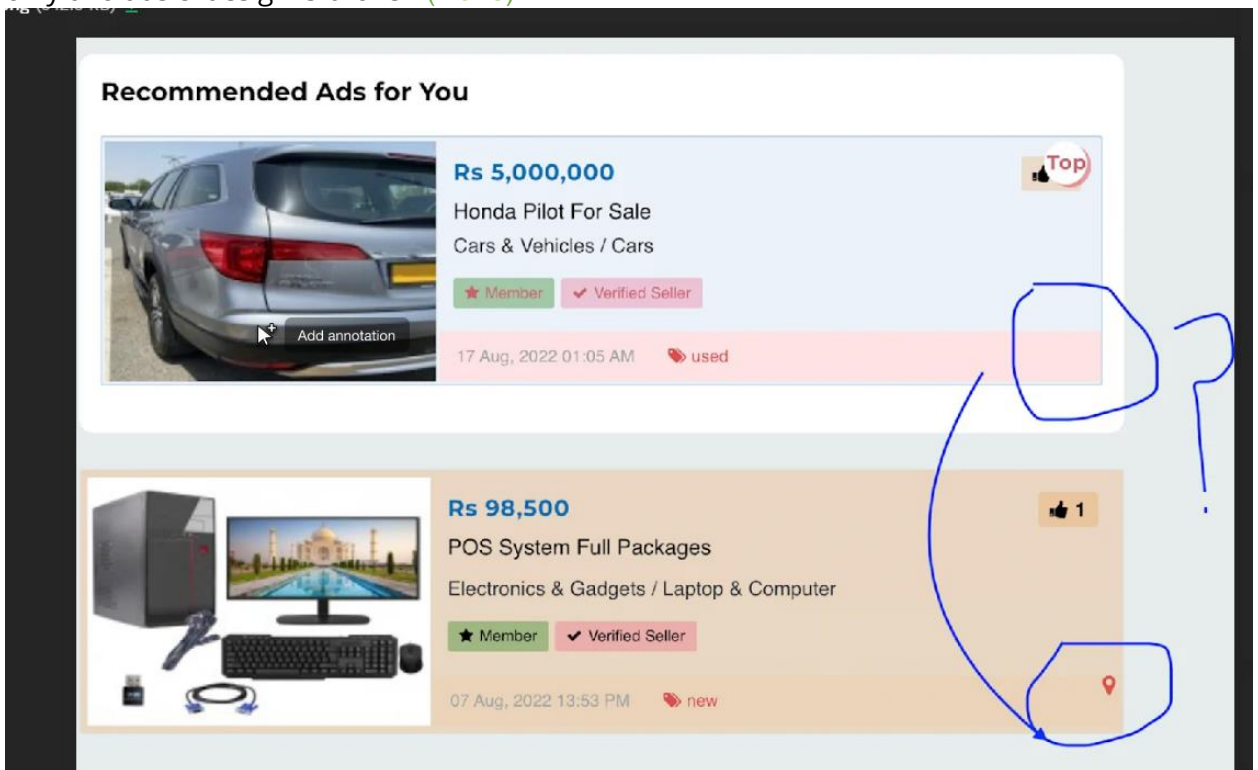 Recommended Ads for You
Rs 5,000,000
Top
Honda Pilot For Sale
Cars & Vehicles / Cars
Member
Verified Seller
Add annotation
17 Aug, 2022 01:05 AM
used
?
Rs 98,500
1
POS System Full Packages
Electronics & Gadgets / Laptop & Computer
Member
Verified Seller
07 Aug, 2022 13:53 PM
new